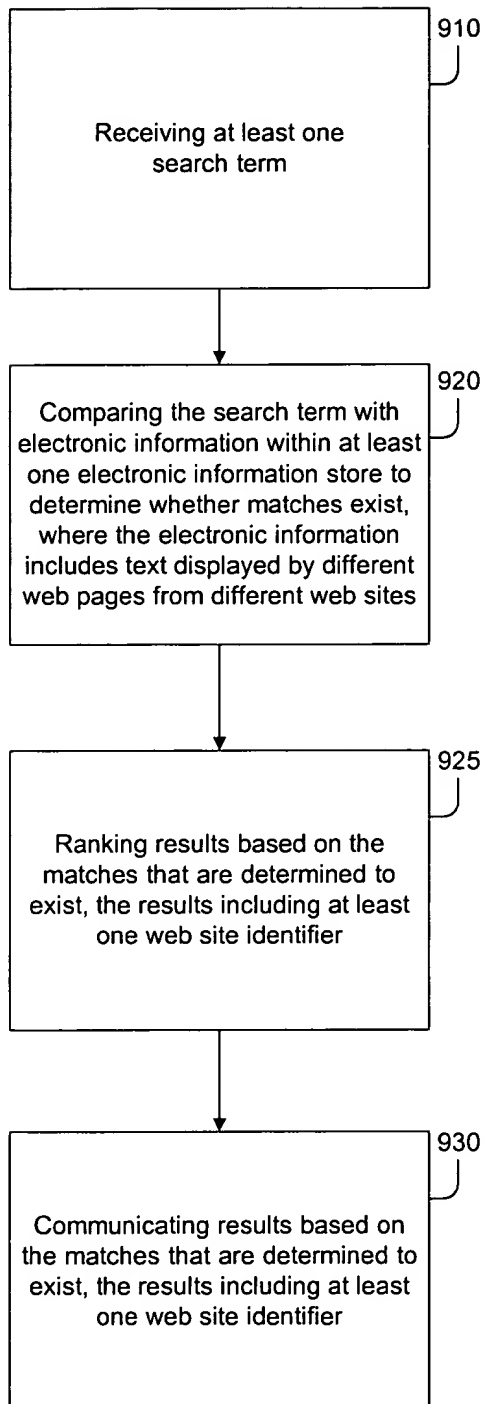 910
Receiving at least one
search term
920
Comparing the search term with
electronic information within at least
one electronic information store to
determine whether matches exist,
where the electronic information
includes text displayed by different
web pages from different web sites
925
Ranking results based on the
matches that are determined to
exist, the results including at least
one web site identifier
930
Communicating results based on
the matches that are determined to
exist, the results including at least
one web site identifier